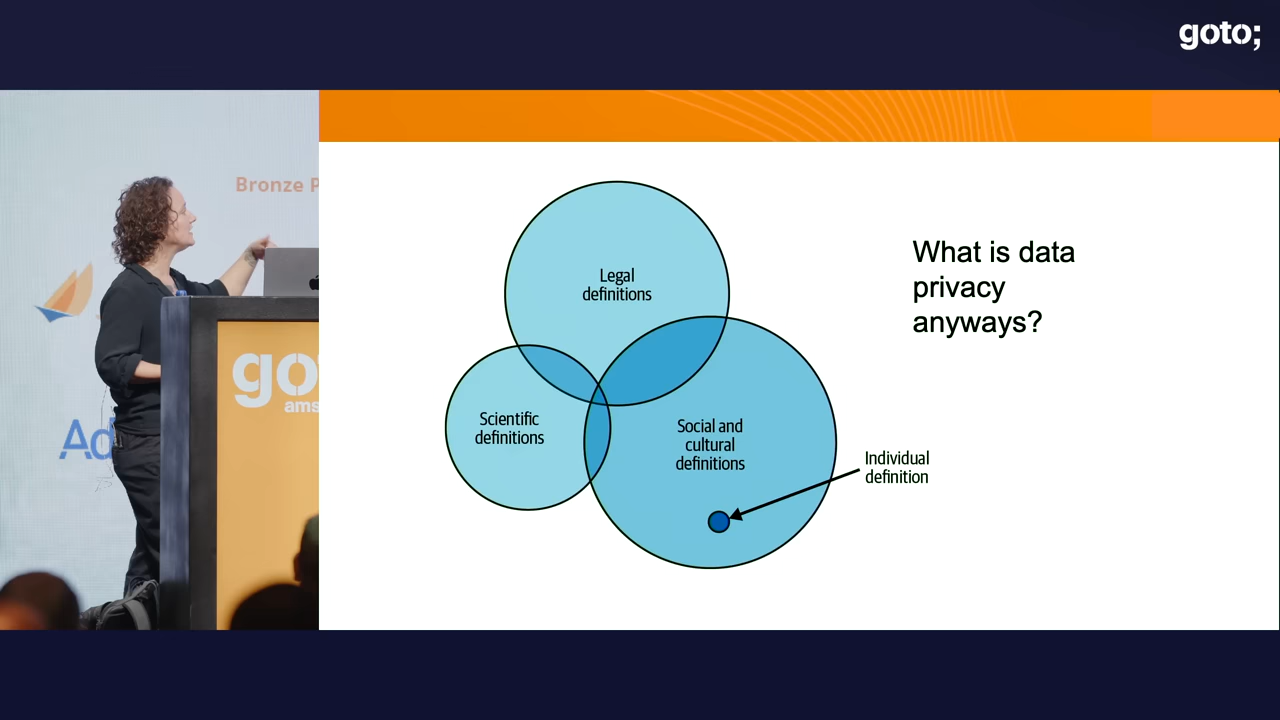 goto;
Bronze P
Ad
go
ams
Legal
definitions
Scientific
definitions
Social and
cultural
definitions
Individual
definition
What is data
privacy
anyways?